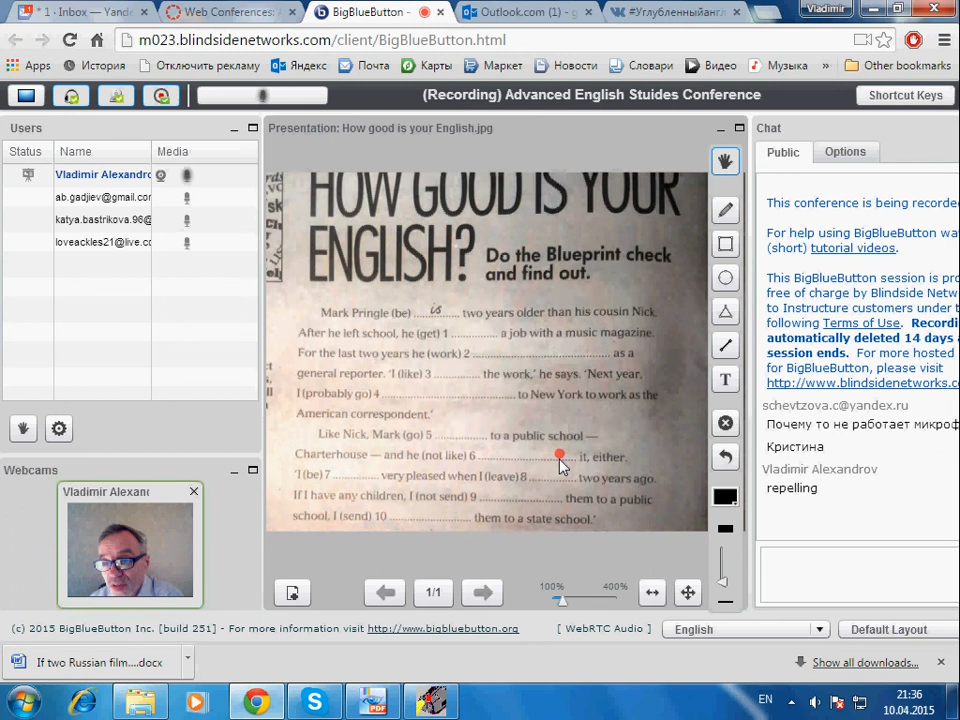 * 1 · Inbox — Yande
Web Conferences: A
BigBlueButton -
Outlook.com (1) - g
#Углубленныйангл
Vladimir
m023.blindsidenetworks.com/client/BigBlueButton.html
Apps
История
Отключить рекламу
Яндекс
Почта
Карты
Маркет
Новости
Словари
Видео
Музыка
»
Other bookmarks
(Recording) Advanced English Stuides Conference
Shortcut Keys
Users
Status
Name
Media
Vladimir Alexandro
ab.gadjiev@gmail.com
katya.bastrikova.96@
loveackles21@live.co
Webcams
Vladimir Alexand
Presentation: How good is your English.jpg
HOW GOOD IS YOUR
ENGLISH?
Do the Blueprint check
and find out.
Mark Pringle (be) ....is.... two years older than his cousin Nick.
After he left school, he (get) 1 ............ a job with a music magazine.
For the last two years he (work) 2 .................................... as a
general reporter. 'I (like) 3 ............ the work,' he says. 'Next year,
I (probably go) 4 .................................... to New York to work as the
American correspondent.'
Like Nick, Mark (go) 5 .............. to a public school —
Charterhouse — and he (not like) 6 .......................... it, either.
'I (be) 7 .............. very pleased when I (leave) 8 .............. two years ago.
If I have any children, I (not send) 9 ........................ them to a public
school, I (send) 10 ...................... them to a state school.'
1/1
100%
400%
T
Chat
Public
Options
This conference is being recorde
For help using BigBlueButton wa
(short) tutorial videos.
This BigBlueButton session is pro
free of charge by Blindside Netw
to Instructure customers under t
following Terms of Use. Record
automatically deleted 14 days a
session ends. For more hosted
for BigBlueButton, please visit
http://www.blindsidenetworks.co
schevtzova.c@yandex.ru
Почему то не работает микроф
Кристина
Vladimir Alexandrov
repelling
(c) 2015 BigBlueButton Inc. [build 251] - For more information visit http://www.bigbluebutton.org
[ WebRTC Audio ]
English
Default Layout
If two Russian film....docx
Show all downloads...
EN
21:36
10.04.2015